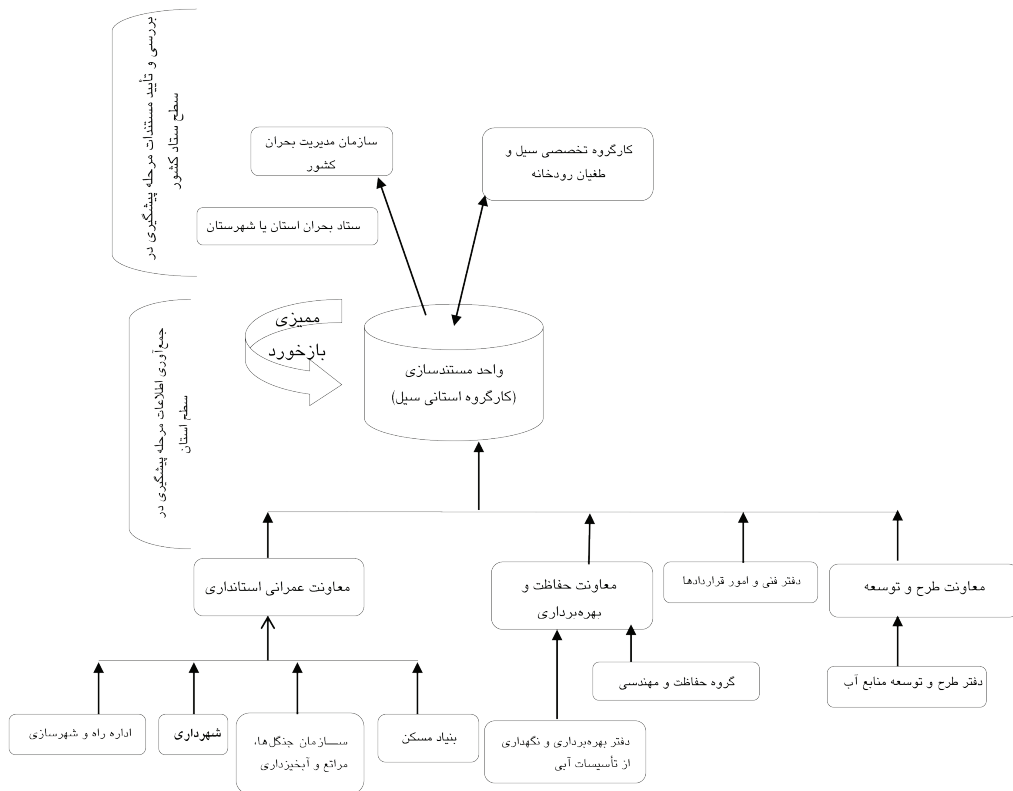 بررسی و تأیید مستندات مرحله پیشگیری در
سطح ستاد کشور
سازمان مدیریت بحران
کشور
کارگروه تخصصی سیل و
طغیان رودخانه
ستاد بحران استان یا شهرستان
جمع‌آوری اطلاعات مرحله پیشگیری در
سطح استان
ممیزی
بازخورد
واحد مستندسازی
(کارگروه استانی سیل)
معاونت طرح و توسعه
دفتر فنی و امور قراردادها
معاونت حفاظت و
بهره‌برداری
معاونت عمرانی استانداری
دفتر طرح و توسعه منابع آب
گروه حفاظت و مهندسی
دفتر بهره‌برداری و نگهداری
از تأسیسات آبی
بنیاد مسکن
ســـازمان جنگل‌ها،
مراتع و آبخیزداری
شهرداری
اداره راه و شهرسازی